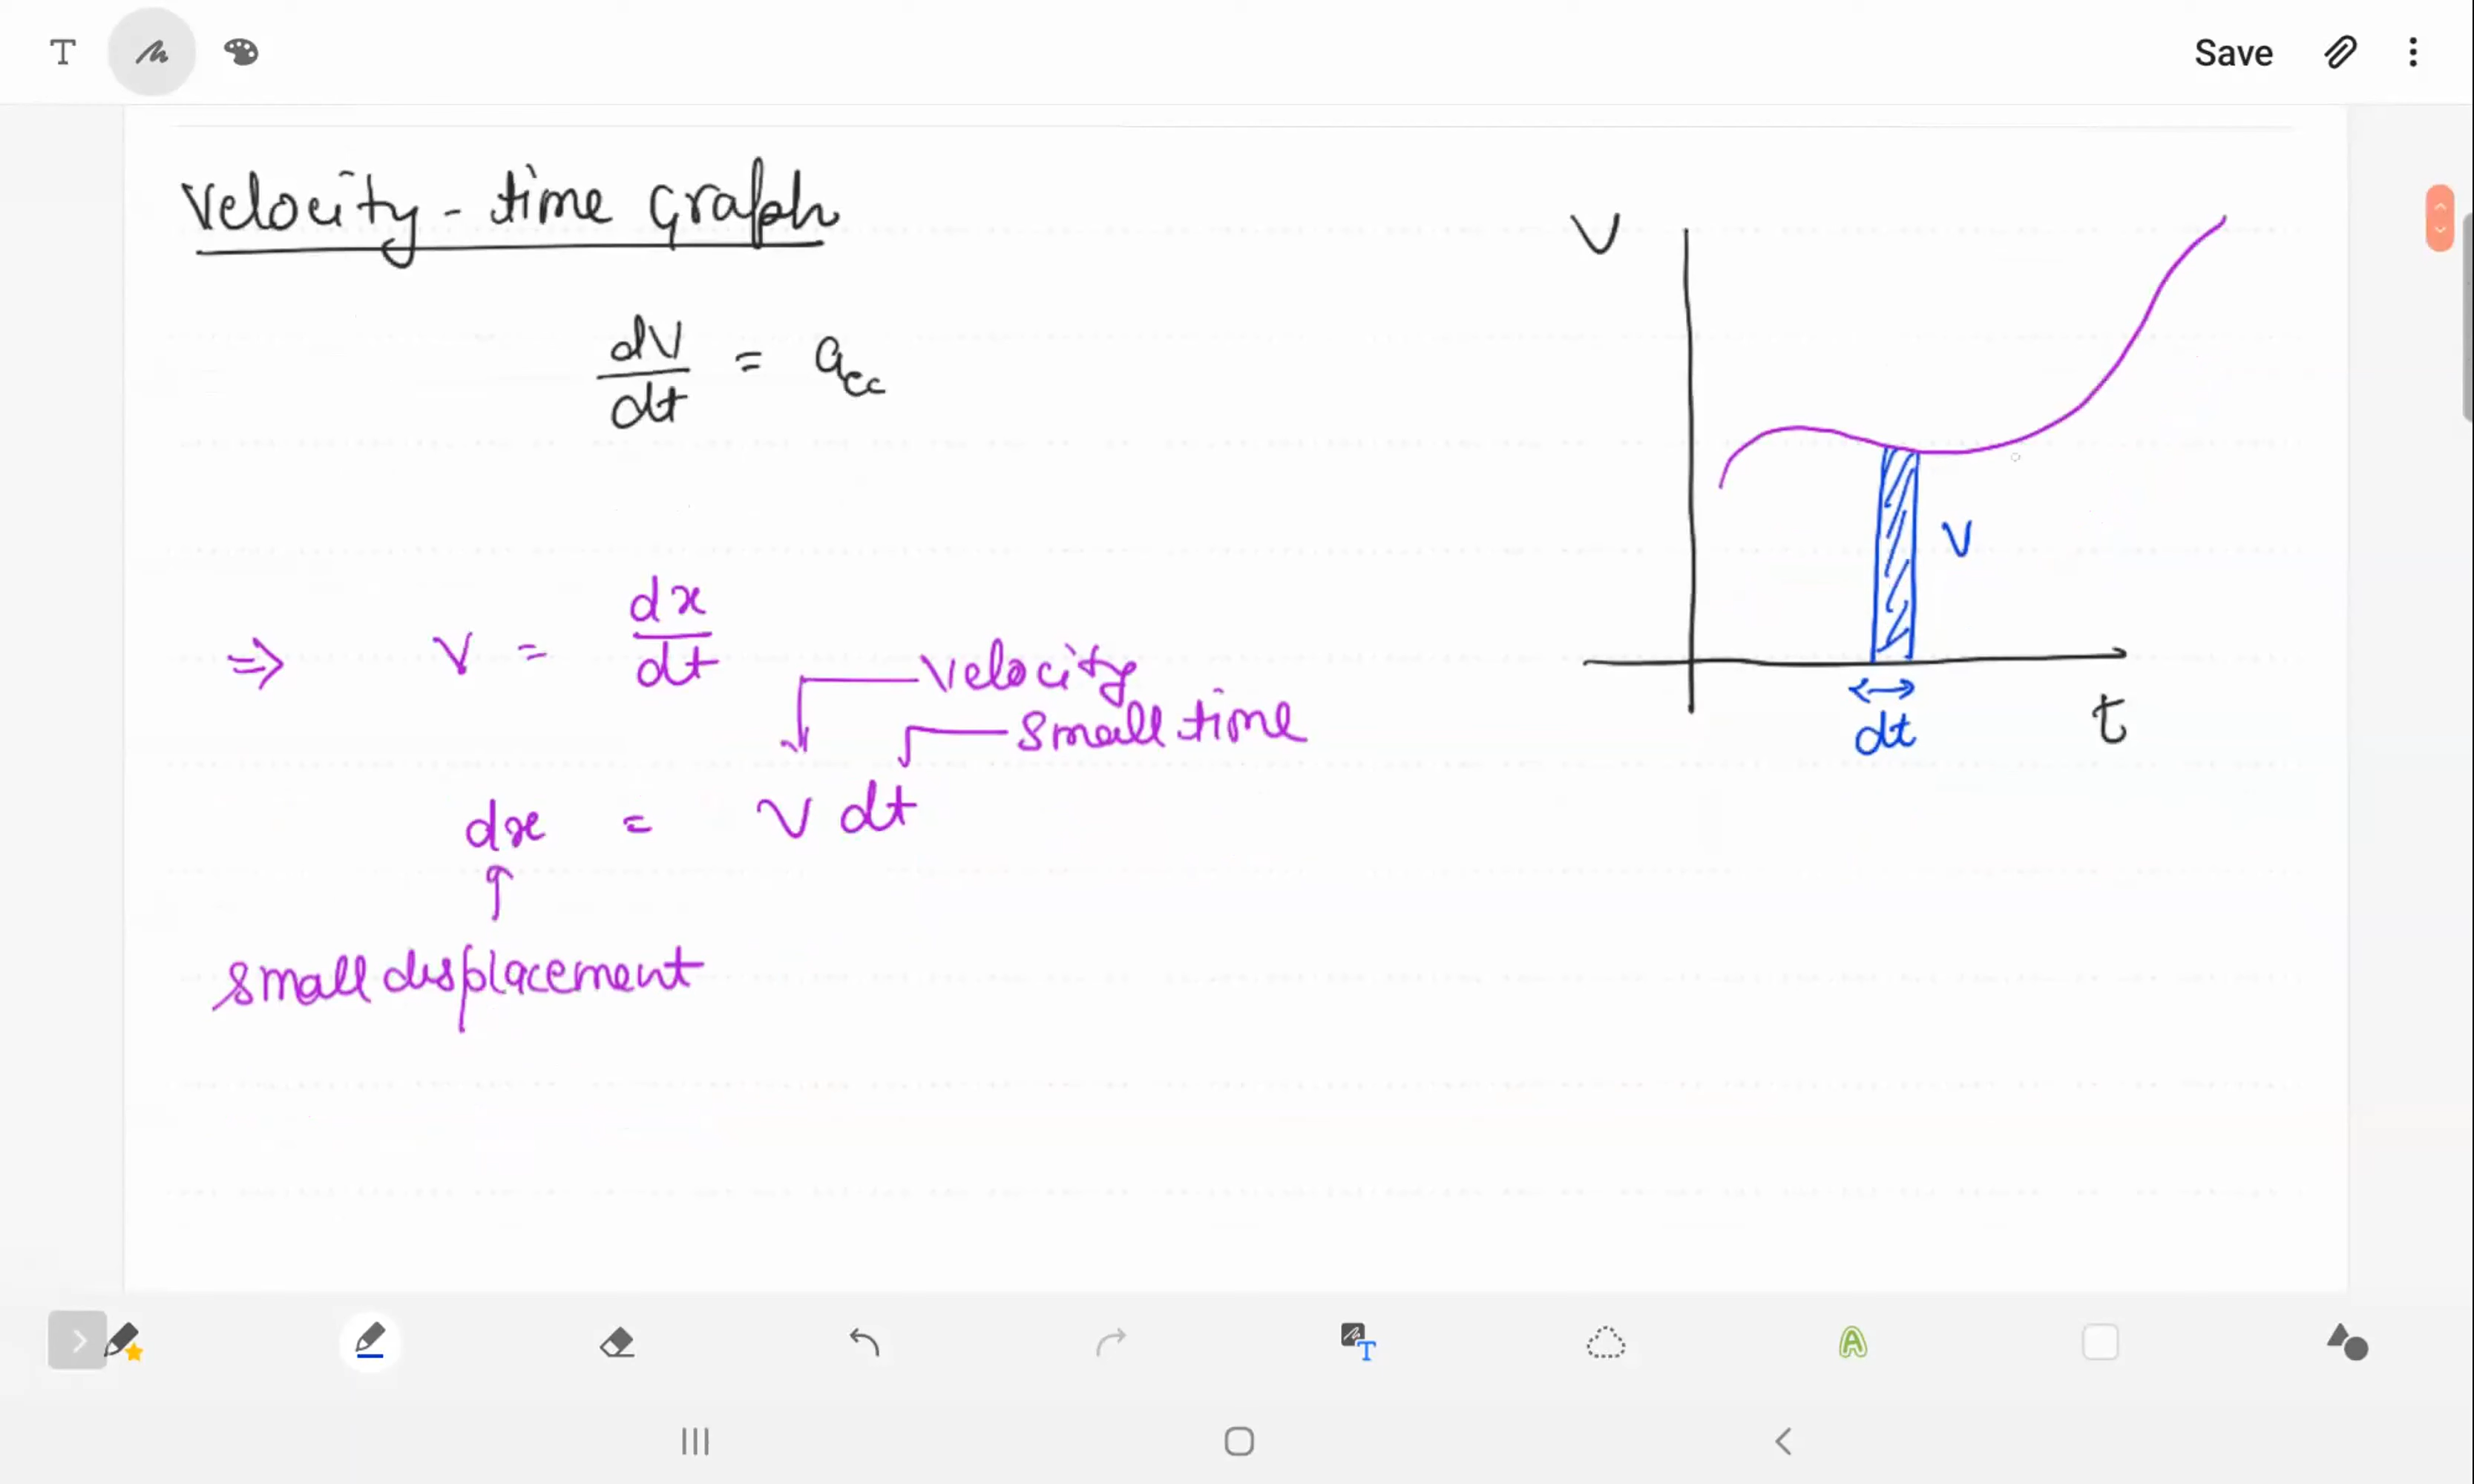 Save
Velocity - time graph
dV/dt = acc
V
V
dt
t
⇒ V = dx/dt
velocity
small time
dx = V dt
↑
small displacement